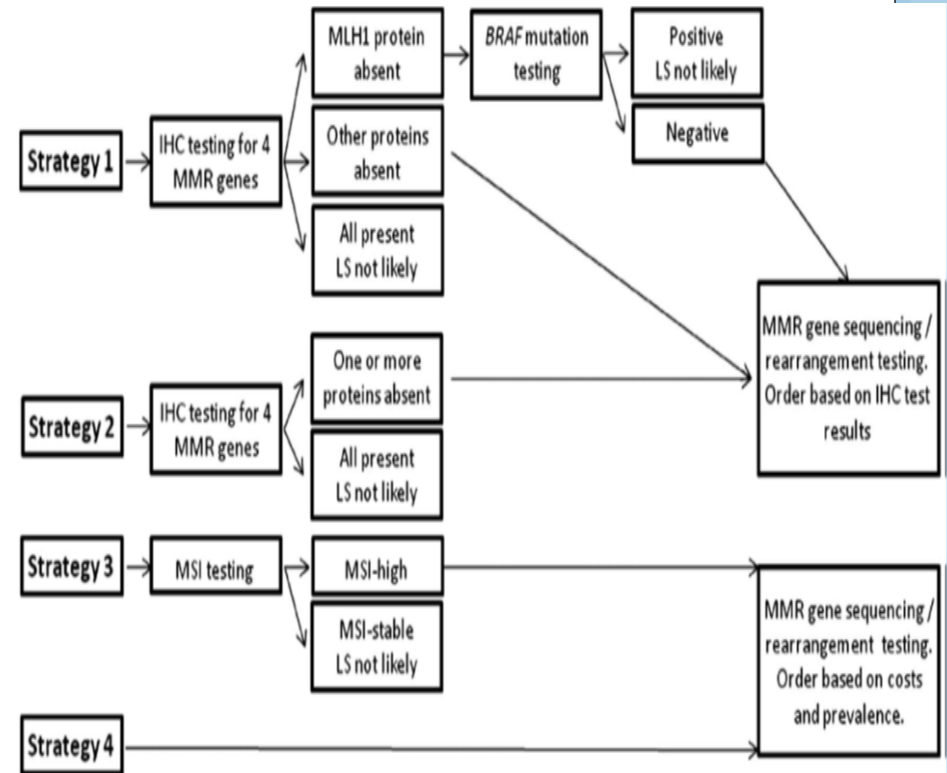 MLH1 protein
absent
BRAF mutation
testing
Positive
LS not likely
Negative
Strategy 1
IHC testing for 4
MMR genes
Other proteins
absent
All present
LS not likely
MMR gene sequencing /
rearrangement testing.
Order based on IHC test
results
Strategy 2
IHC testing for 4
MMR genes
One or more
proteins absent
All present
LS not likely
Strategy 3
MSI testing
MSI-high
MSI-stable
LS not likely
MMR gene sequencing /
rearrangement testing.
Order based on costs
and prevalence.
Strategy 4